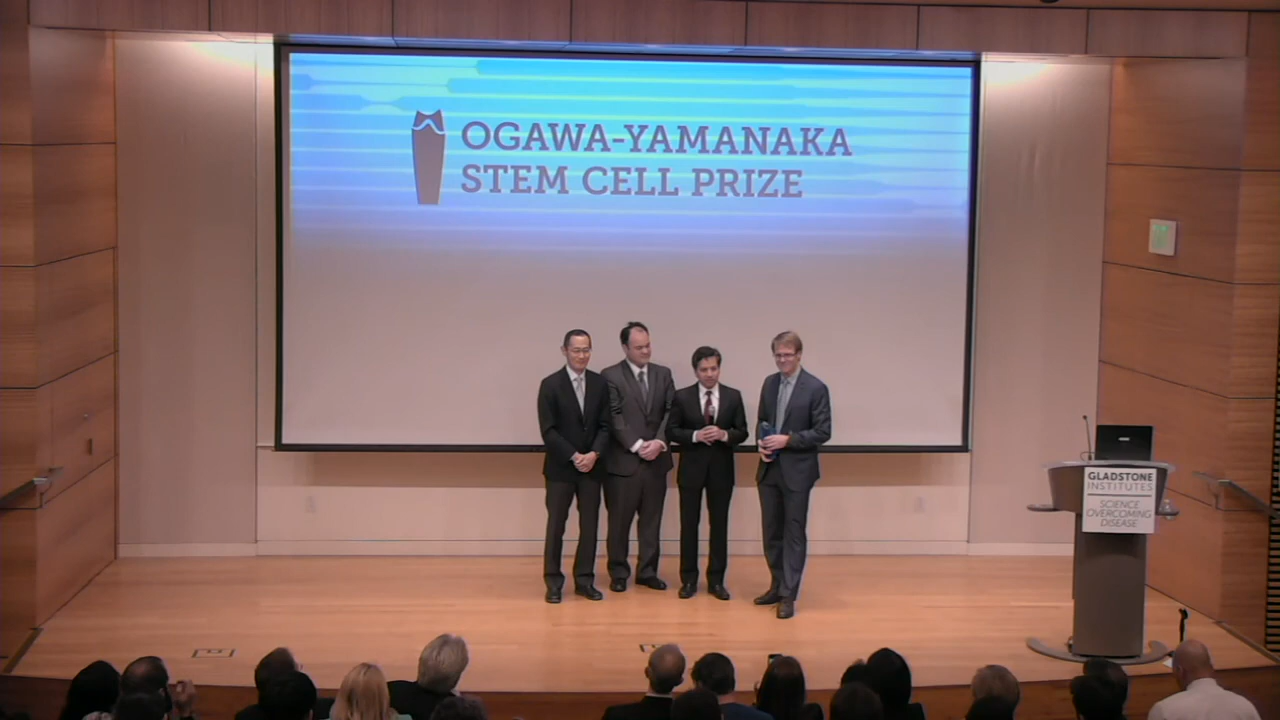 OGAWA-YAMANAKA
STEM CELL PRIZE
GLADSTONE
INSTITUTES
SCIENCE
OVERCOMING
DISEASE